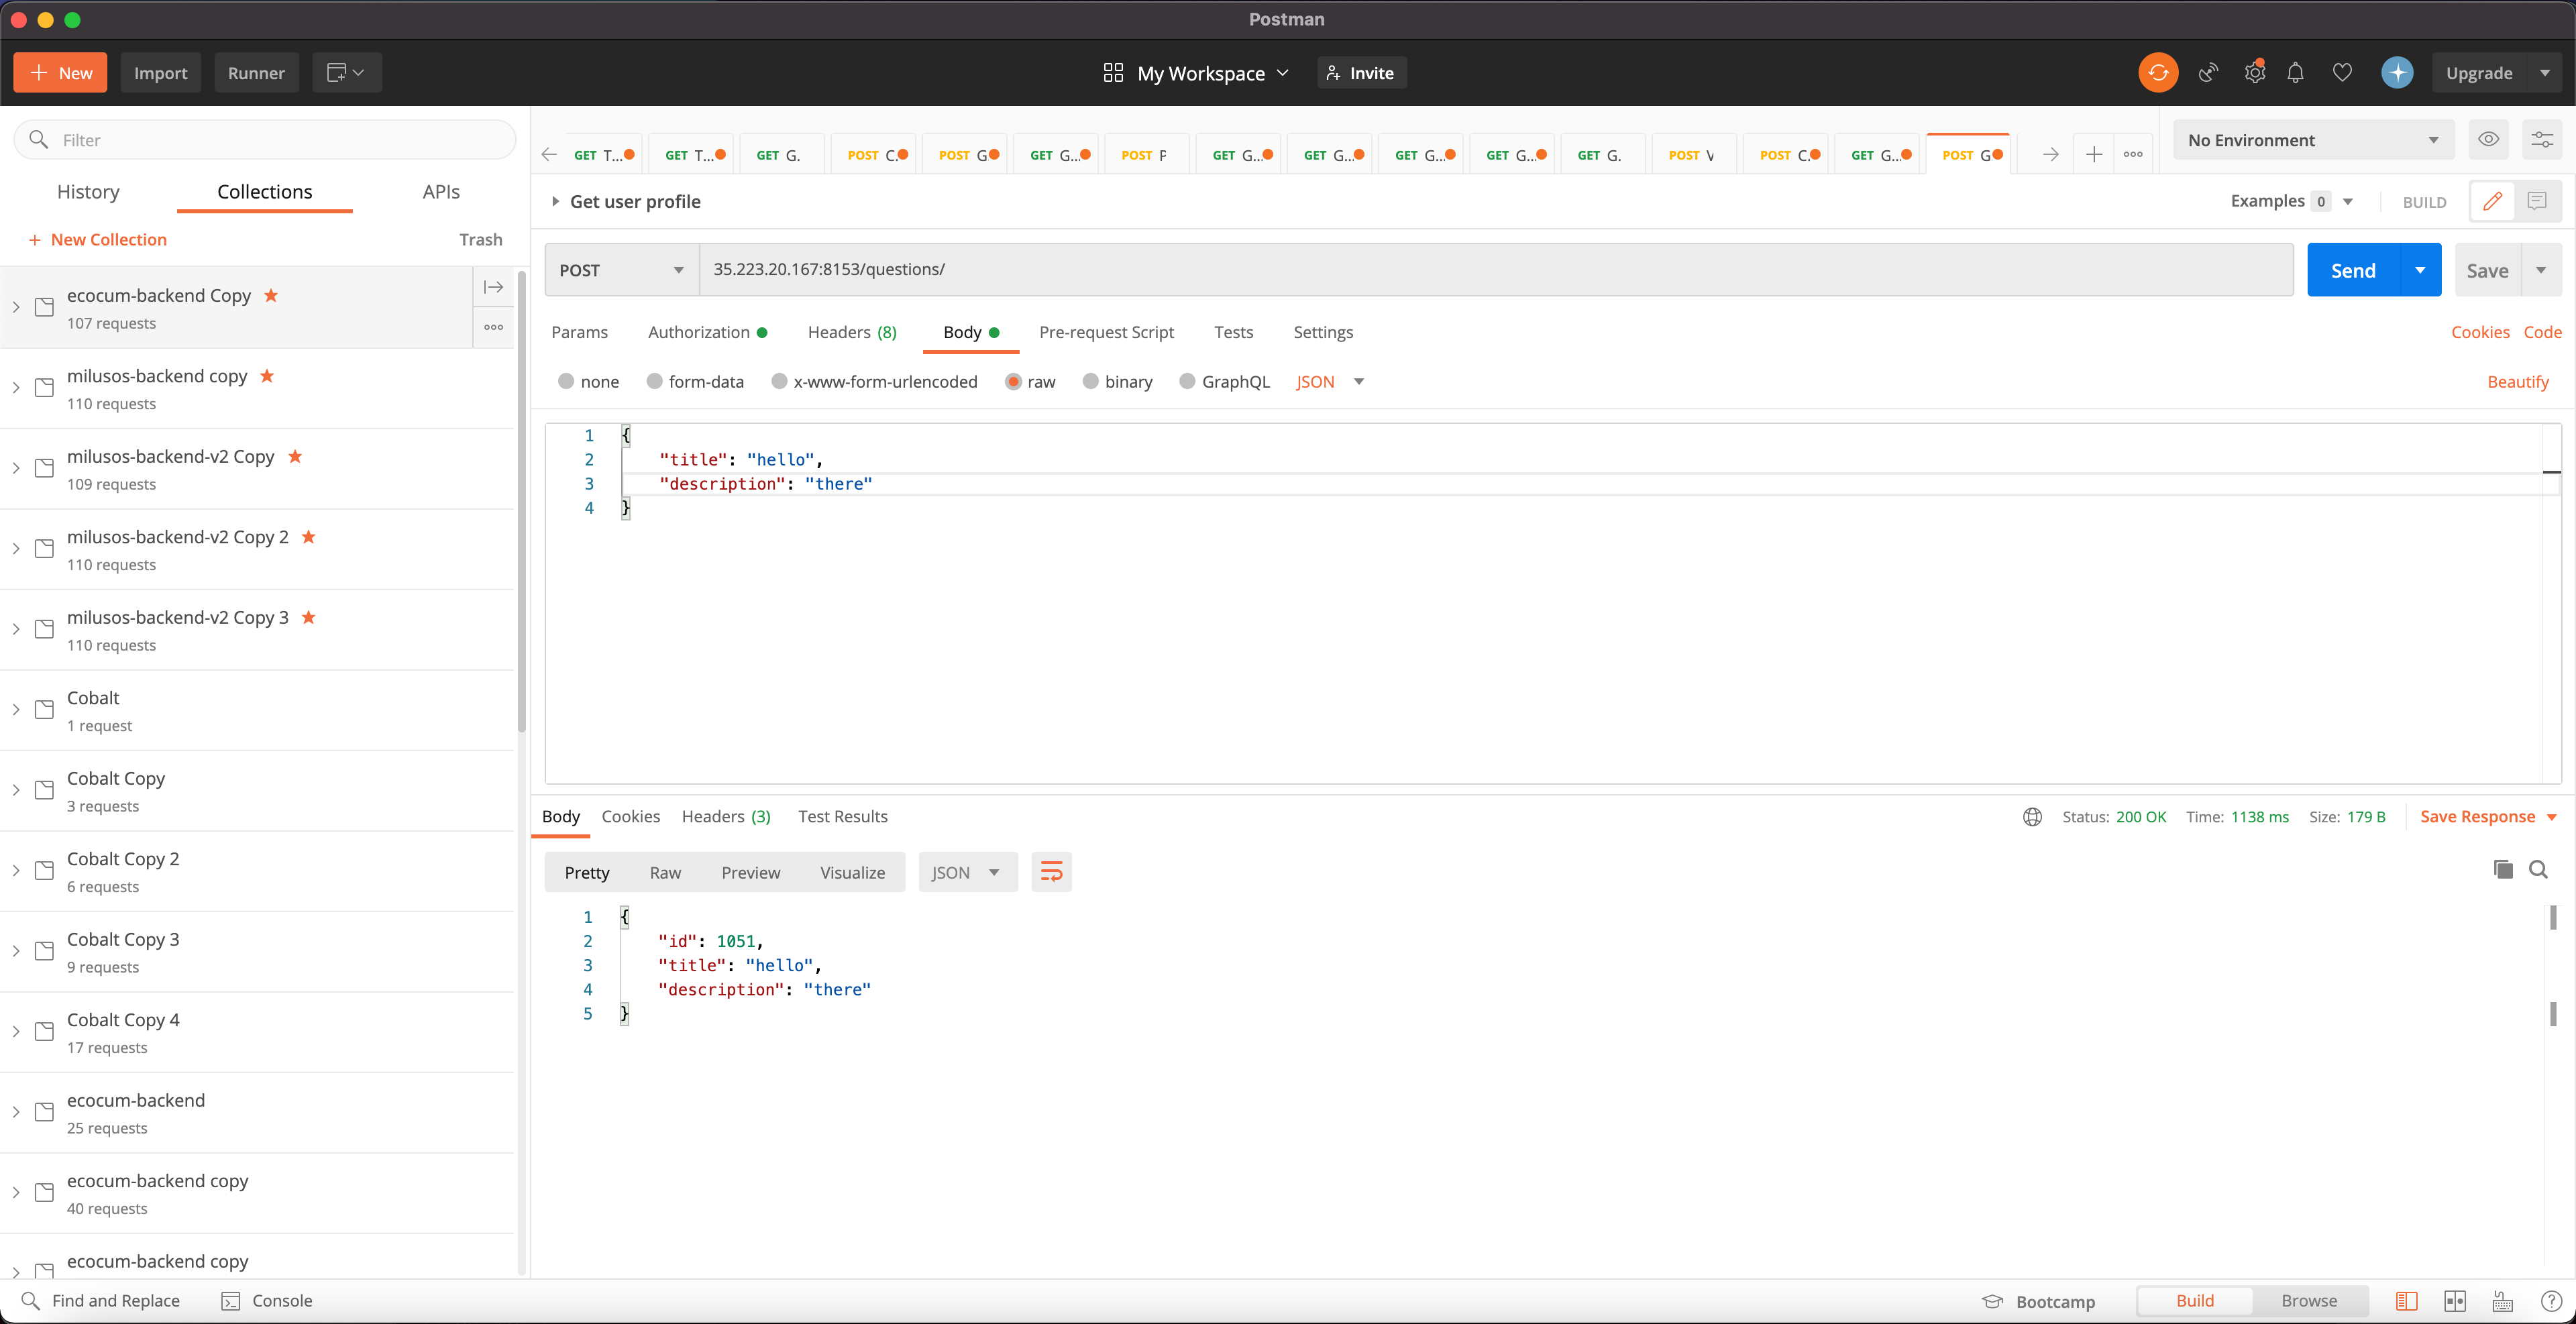 Postman
New
Import
Runner
My Workspace
Invite
Upgrade
Filter
History
Collections
APIs
+ New Collection
Trash
ecocum-backend Copy
107 requests
milusos-backend copy
110 requests
milusos-backend-v2 Copy
109 requests
milusos-backend-v2 Copy 2
110 requests
milusos-backend-v2 Copy 3
110 requests
Cobalt
1 request
Cobalt Copy
3 requests
Cobalt Copy 2
6 requests
Cobalt Copy 3
9 requests
Cobalt Copy 4
17 requests
ecocum-backend
25 requests
ecocum-backend copy
40 requests
ecocum-backend copy
GET T...
GET T...
GET G.
POST C.
POST G
GET G...
POST P
GET G...
GET G...
GET G...
GET G...
GET G.
POST V
POST C.
GET G...
POST G
No Environment
Get user profile
Examples 0
BUILD
POST
35.223.20.167:8153/questions/
Send
Save
Params
Authorization
Headers (8)
Body
Pre-request Script
Tests
Settings
Cookies
Code
none
form-data
x-www-form-urlencoded
raw
binary
GraphQL
JSON
Beautify
1 {
2 "title": "hello",
3 "description": "there"
4 }
Body
Cookies
Headers (3)
Test Results
Status: 200 OK
Time: 1138 ms
Size: 179 B
Save Response
Pretty
Raw
Preview
Visualize
JSON
1 {
2 "id": 1051,
3 "title": "hello",
4 "description": "there"
5 }
Find and Replace
Console
Bootcamp
Build
Browse